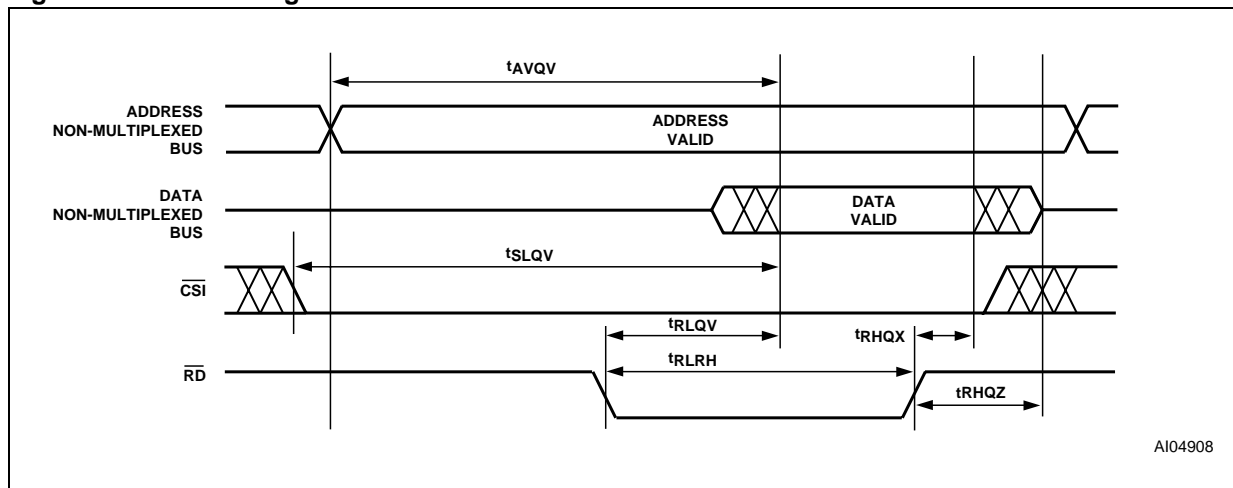 tAVQV
ADDRESS
NON-MULTIPLEXED
BUS
ADDRESS
VALID
DATA
NON-MULTIPLEXED
BUS
DATA
VALID
tSLQV
CSI
tRLQV
tRHQX
tRLRH
RD
tRHQZ
AI04908